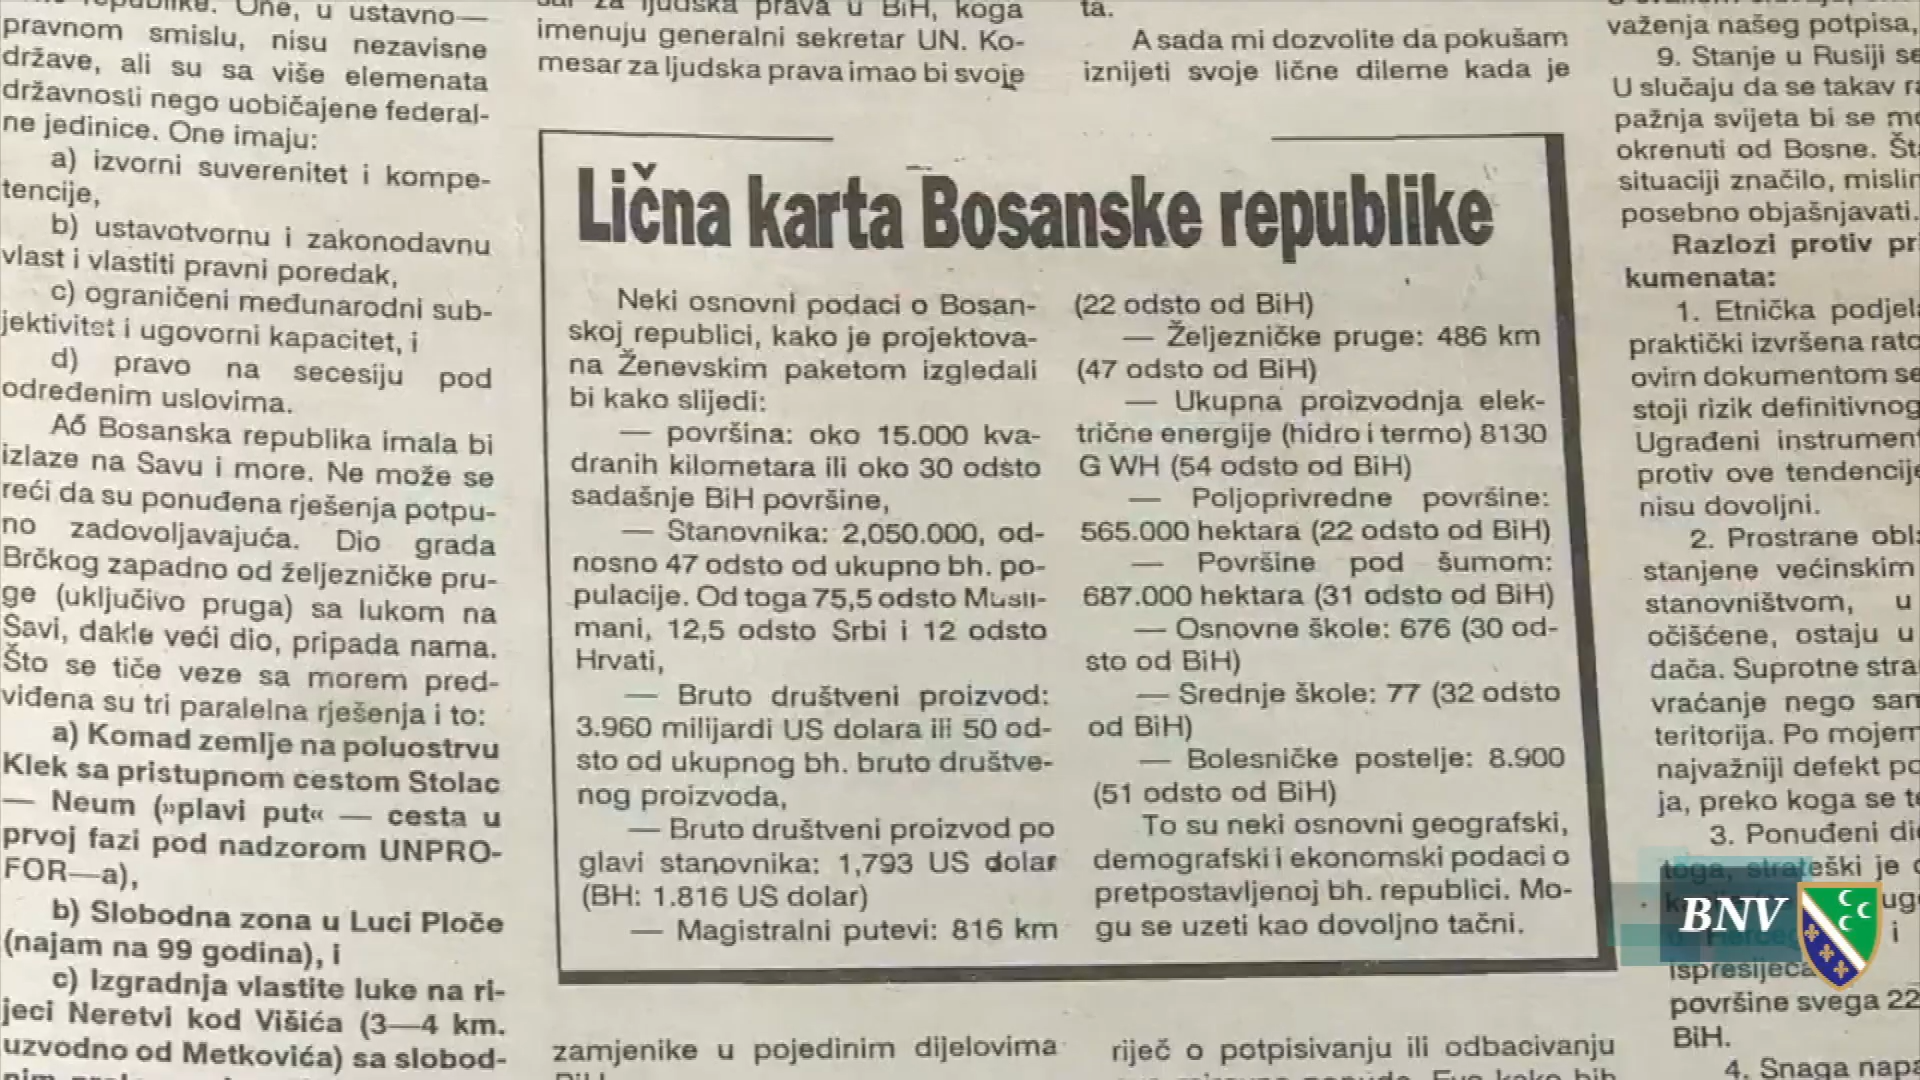 republike. One, u ustavno—
pravnom smislu, nisu nezavisne
države, ali su sa više elemenata
državnosti nego uobičajene federal-
ne jedinice. One imaju:
a) izvorni suverenitet i kompe-
tencije,
b) ustavotvornu i zakonodavnu
vlast i vlastiti pravni poredak,
c) ograničeni međunarodni sub-
jektivitet i ugovorni kapacitet, i
d) pravo na secesiju pod
određenim uslovima.
Bosanska republika imala bi
izlaze na Savu i more. Ne može se
reći da su ponuđena rješenja potpu-
no zadovoljavajuća. Dio grada
Brčkog zapadno od željezničke pru-
ge (uključivo pruga) sa lukom na
Savi, dakle veći dio, pripada nama.
Što se tiče veze sa morem pred-
viđena su tri paralelna rješenja i to:
a) Komad zemlje na poluostrvu
Klek sa pristupnom cestom Stolac
— Neum (»plavi put« — cesta u
prvoj fazi pod nadzorom UNPRO-
FOR—a),
b) Slobodna zona u Luci Ploče
(najam na 99 godina), i
c) Izgradnja vlastite luke na ri-
jeci Neretvi kod Višića (3—4 km.
uzvodno od Metkovića) sa slobod-
za ljudska prava u BiH, koga
imenuju generalni sekretar UN. Ko-
mesar za ljudska prava imao bi svoje
ta.
A sada mi dozvolite da pokušam
iznijeti svoje lične dileme kada je
Lična karta Bosanske republike
Neki osnovni podaci o Bosan-
skoj republici, kako je projektova-
na Ženevskim paketom izgledali
bi kako slijedi:
— površina: oko 15.000 kva-
dranih kilometara ili oko 30 odsto
sadašnje BiH površine,
— Stanovnika: 2,050.000, od-
nosno 47 odsto od ukupno bh. po-
pulacije. Od toga 75,5 odsto Musli-
mani, 12,5 odsto Srbi i 12 odsto
Hrvati,
— Bruto društveni proizvod:
3.960 milijardi US dolara ili 50 od-
sto od ukupnog bh. bruto društve-
nog proizvoda,
— Bruto društveni proizvod po
glavi stanovnika: 1,793 US dolar
(BH: 1.816 US dolar)
— Magistralni putevi: 816 km
(22 odsto od BiH)
— Željezničke pruge: 486 km
(47 odsto od BiH)
— Ukupna proizvodnja elek-
trične energije (hidro i termo) 8130
G WH (54 odsto od BiH)
— Poljoprivredne površine:
565.000 hektara (22 odsto od BiH)
— Površine pod šumom:
687.000 hektara (31 odsto od BiH)
— Osnovne škole: 676 (30 od-
sto od BiH)
— Srednje škole: 77 (32 odsto
od BiH)
— Bolesničke postelje: 8.900
(51 odsto od BiH)
To su neki osnovni geografski,
demografski i ekonomski podaci o
pretpostavljenoj bh. republici. Mo-
gu se uzeti kao dovoljno tačni.
zamjenike u pojedinim dijelovima
riječ o potpisivanju ili odbacivanju
važenja našeg potpisa,
9. Stanje u Rusiji se
U slučaju da se takav
pažnja svijeta bi se
okrenuti od Bosne.
situaciji značilo,
posebno objašnjavati.
Razlozi protiv
kumenata:
1. Etnička
praktički izvršena
ovim dokumentom se
stoji rizik definitivnog
Ugrađeni
protiv ove
nisu dovoljni.
2. Prostrane
stanjene većinskim
stanovništvom, u
očišćene, ostaju u
dača. Suprotne
vraćanje nego
teritorija. Po
najvažniji defekt
ja, preko koga se
3. Ponuđeni
toga, strateški je
i
površine svega 22
BiH.
4. Snaga
BNV